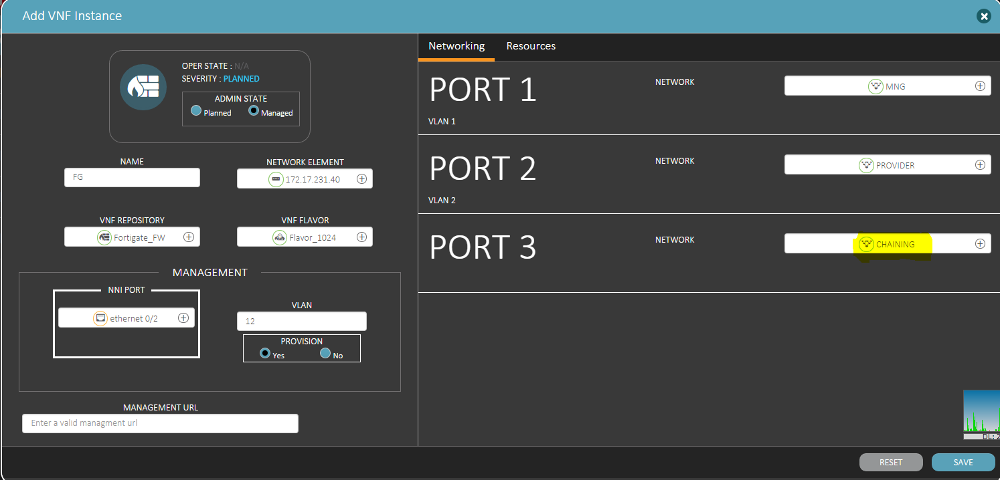 Add VNF Instance
OPER STATE : N/A
SEVERITY : PLANNED
ADMIN STATE
Planned Managed
NAME
FG
NETWORK ELEMENT
172.17.231.40
VNF REPOSITORY
Fortigate_FW
VNF FLAVOR
Flavor_1024
MANAGEMENT
NNI PORT
ethernet 0/2
VLAN
12
PROVISION
Yes No
MANAGEMENT URL
Enter a valid managment url
Networking Resources
PORT 1
NETWORK
MNG
VLAN 1
PORT 2
NETWORK
PROVIDER
VLAN 2
PORT 3
NETWORK
CHAINING
DL:
RESET SAVE